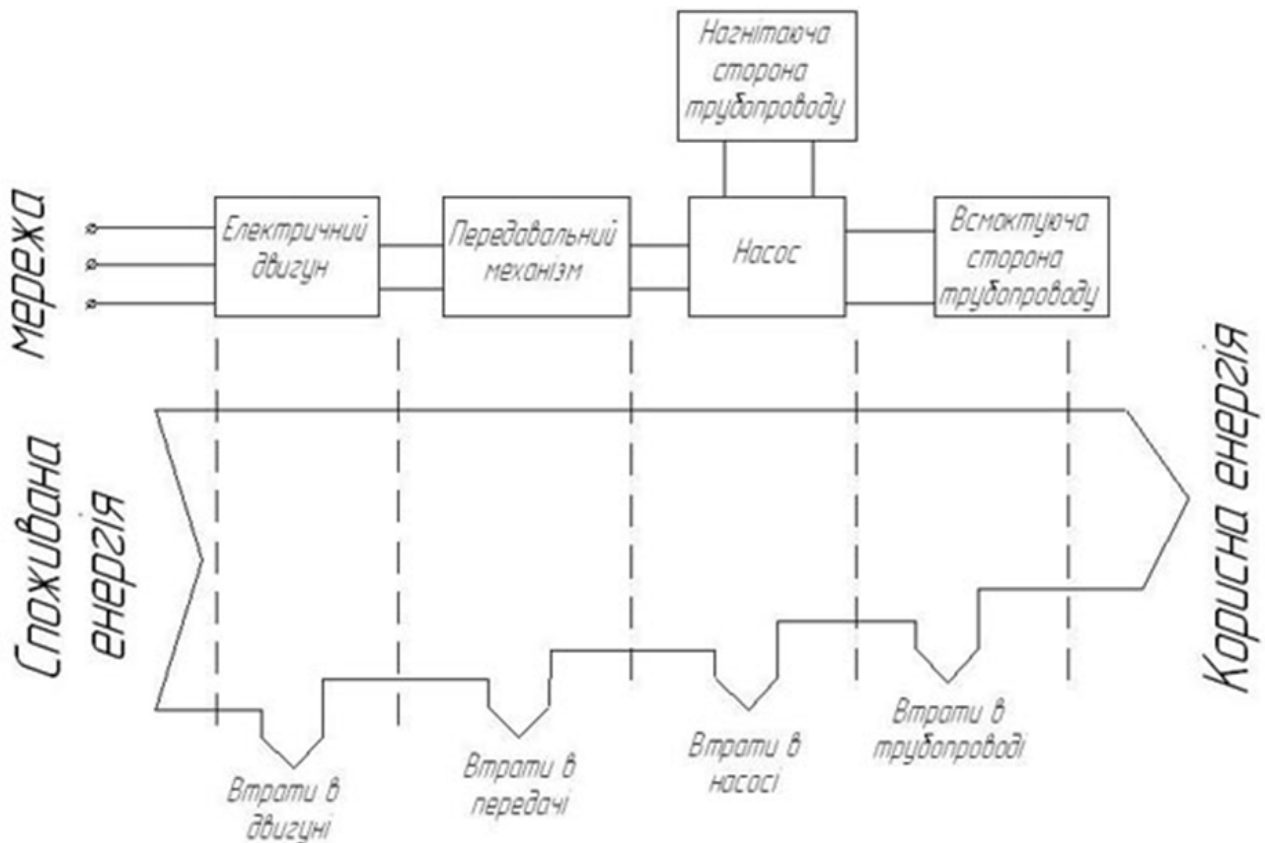 Нагнітаюча
сторона
трубопроводу
мережа
Електричний
двигун
Передавальний
механізм
Насос
Всмоктуюча
сторона
трубопроводу
Споживана
енергія
Корисна енергія
Втрати в
двигуні
Втрати в
передачі
Втрати в
насосі
Втрати в
трубопроводі